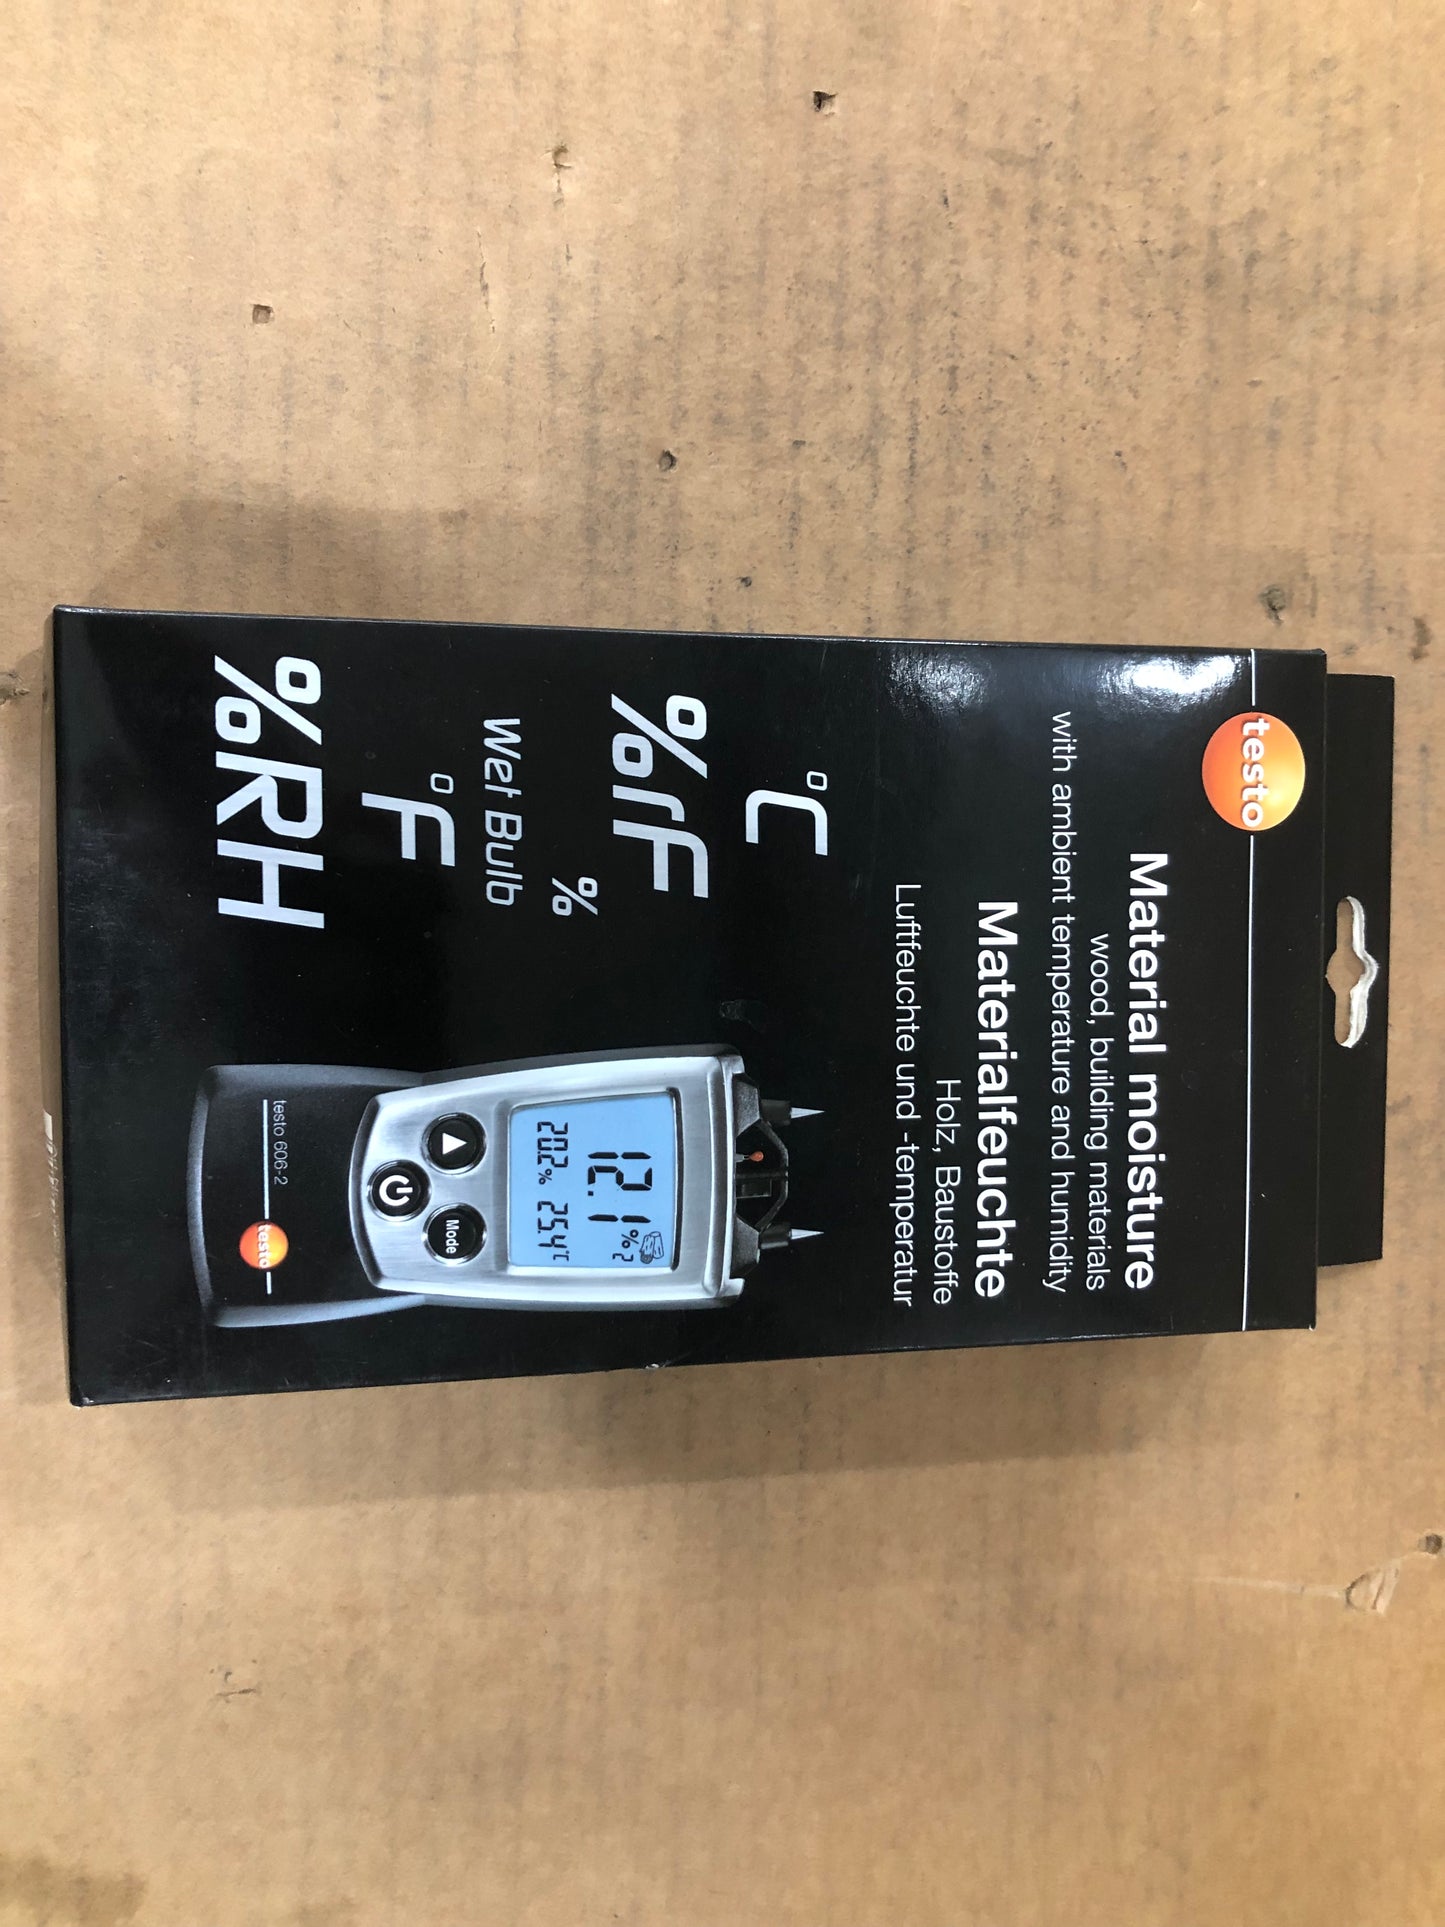 testo
Material moisture
wood, building materials
with ambient temperature and humidity
Materialfeuchte
Holz, Baustoffe
Luftfeuchte und -temperatur
°C
%rF
%
Wet Bulb
°F
%RH
12.1 % 2
20.2 % 25.4 °C
Mode
testo 606-2
testo